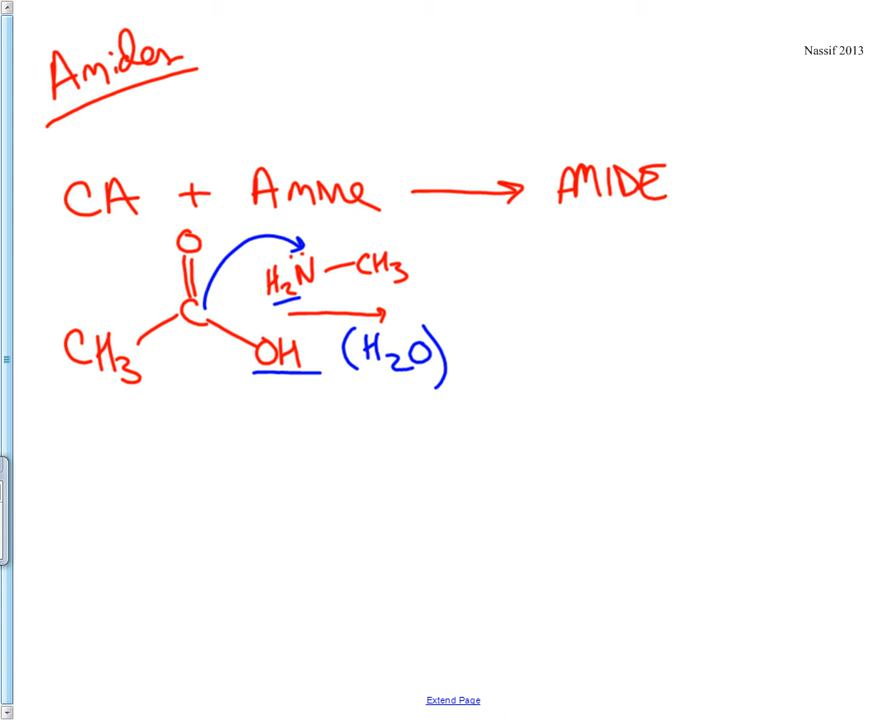 Amides
Nassif 2013
CA + Amine → AMIDE
O
H₂N̈ — CH₃
C
CH₃ OH (H₂O)
Extend Page